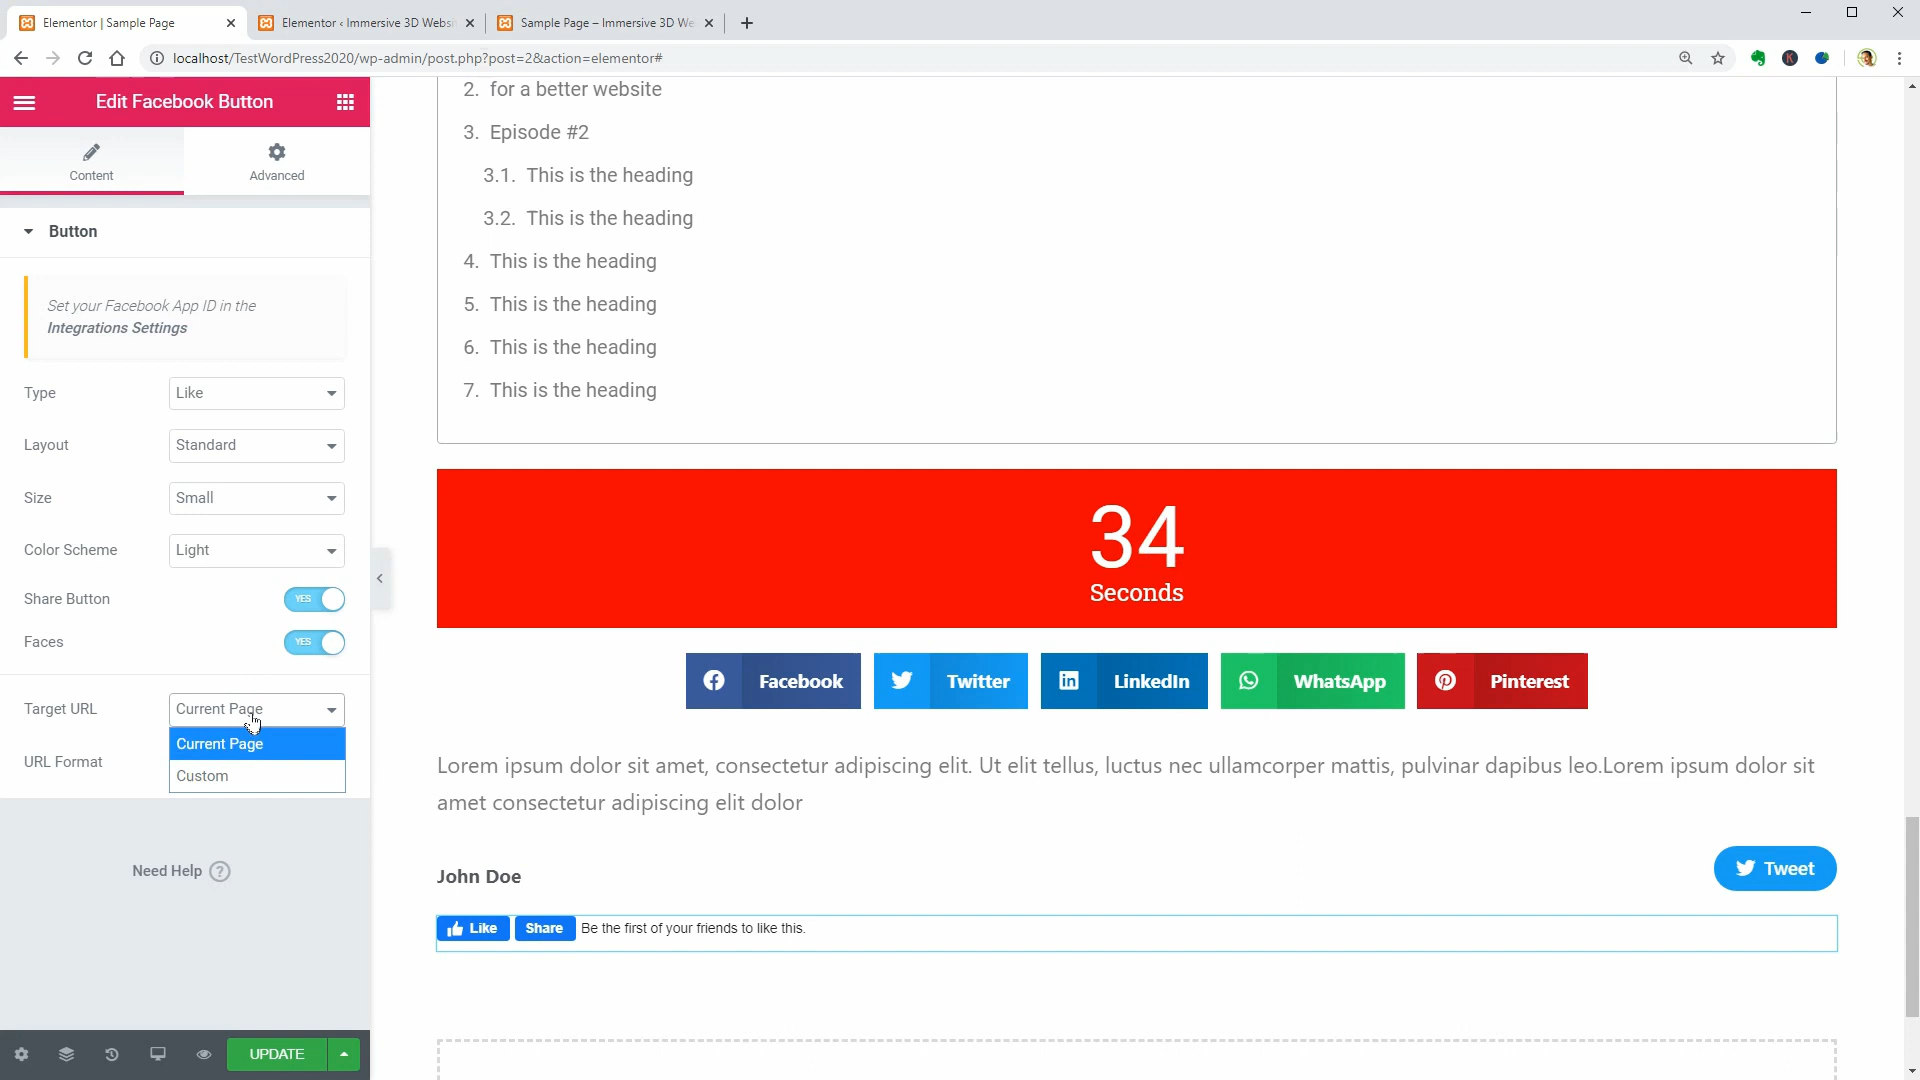 Elementor | Sample Page
Elementor ‹ Immersive 3D Websi
Sample Page – Immersive 3D We
localhost/TestWordPress2020/wp-admin/post.php?post=2&action=elementor#
Edit Facebook Button
Content
Advanced
Button
Set your Facebook App ID in the
Integrations Settings
Type
Like
Layout
Standard
Size
Small
Color Scheme
Light
Share Button
YES
Faces
YES
Target URL
Current Page
Current Page
URL Format
Custom
Need Help ?
UPDATE
2. for a better website
3. Episode #2
3.1. This is the heading
3.2. This is the heading
4. This is the heading
5. This is the heading
6. This is the heading
7. This is the heading
34
Seconds
Facebook
Twitter
LinkedIn
WhatsApp
Pinterest
Lorem ipsum dolor sit amet, consectetur adipiscing elit. Ut elit tellus, luctus nec ullamcorper mattis, pulvinar dapibus leo.Lorem ipsum dolor sit
amet consectetur adipiscing elit dolor
John Doe
Tweet
Like
Share
Be the first of your friends to like this.